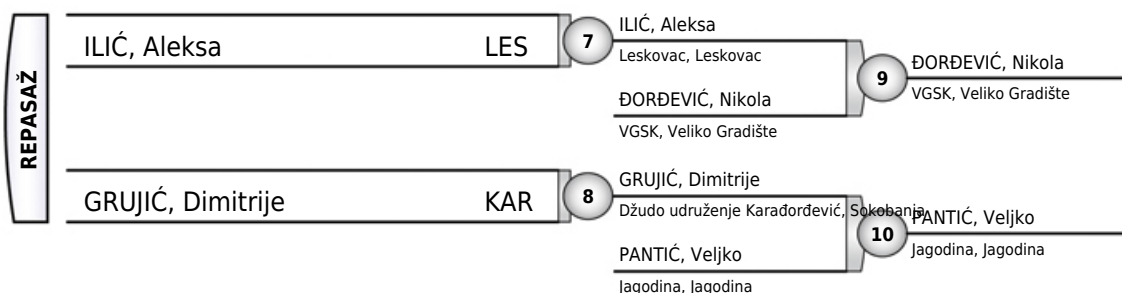 REPASAŽ
ILIĆ, Aleksa LES
7
ILIĆ, Aleksa
Leskovac, Leskovac
ĐORĐEVIĆ, Nikola
VGSK, Veliko Gradište
9
ĐORĐEVIĆ, Nikola
VGSK, Veliko Gradište
GRUJIĆ, Dimitrije KAR
8
GRUJIĆ, Dimitrije
Džudo udruženje Karađorđević, Sokobanja
PANTIĆ, Veljko
Jagodina, Jagodina
10
PANTIĆ, Veljko
Jagodina, Jagodina